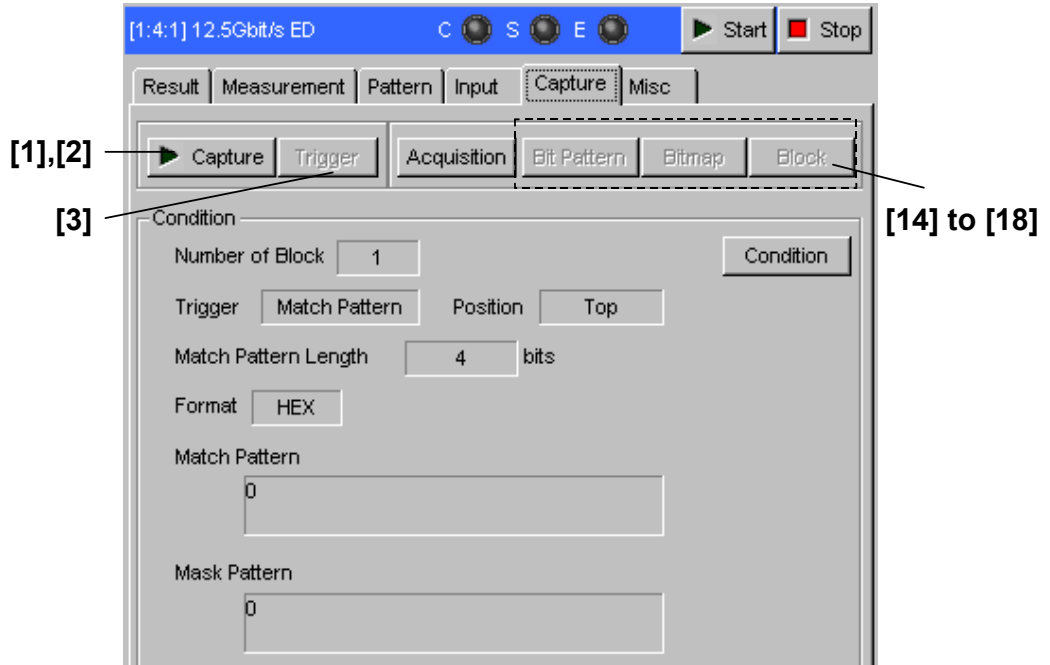 [1:4:1] 12.5Gbit/s ED C S E Start Stop
Result Measurement Pattern Input Capture Misc
[1],[2] Capture Trigger Acquisition Bit Pattern Bitmap Block
[3] [14] to [18]
Condition
Number of Block 1 Condition
Trigger Match Pattern Position Top
Match Pattern Length 4 bits
Format HEX
Match Pattern
0
Mask Pattern
0